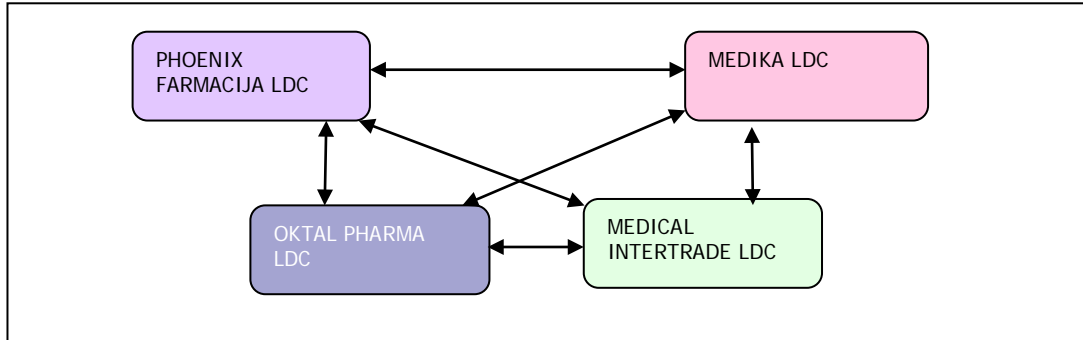 PHOENIX
FARMACIJA LDC
MEDIKA LDC
OKTAL PHARMA
LDC
MEDICAL
INTERTRADE LDC